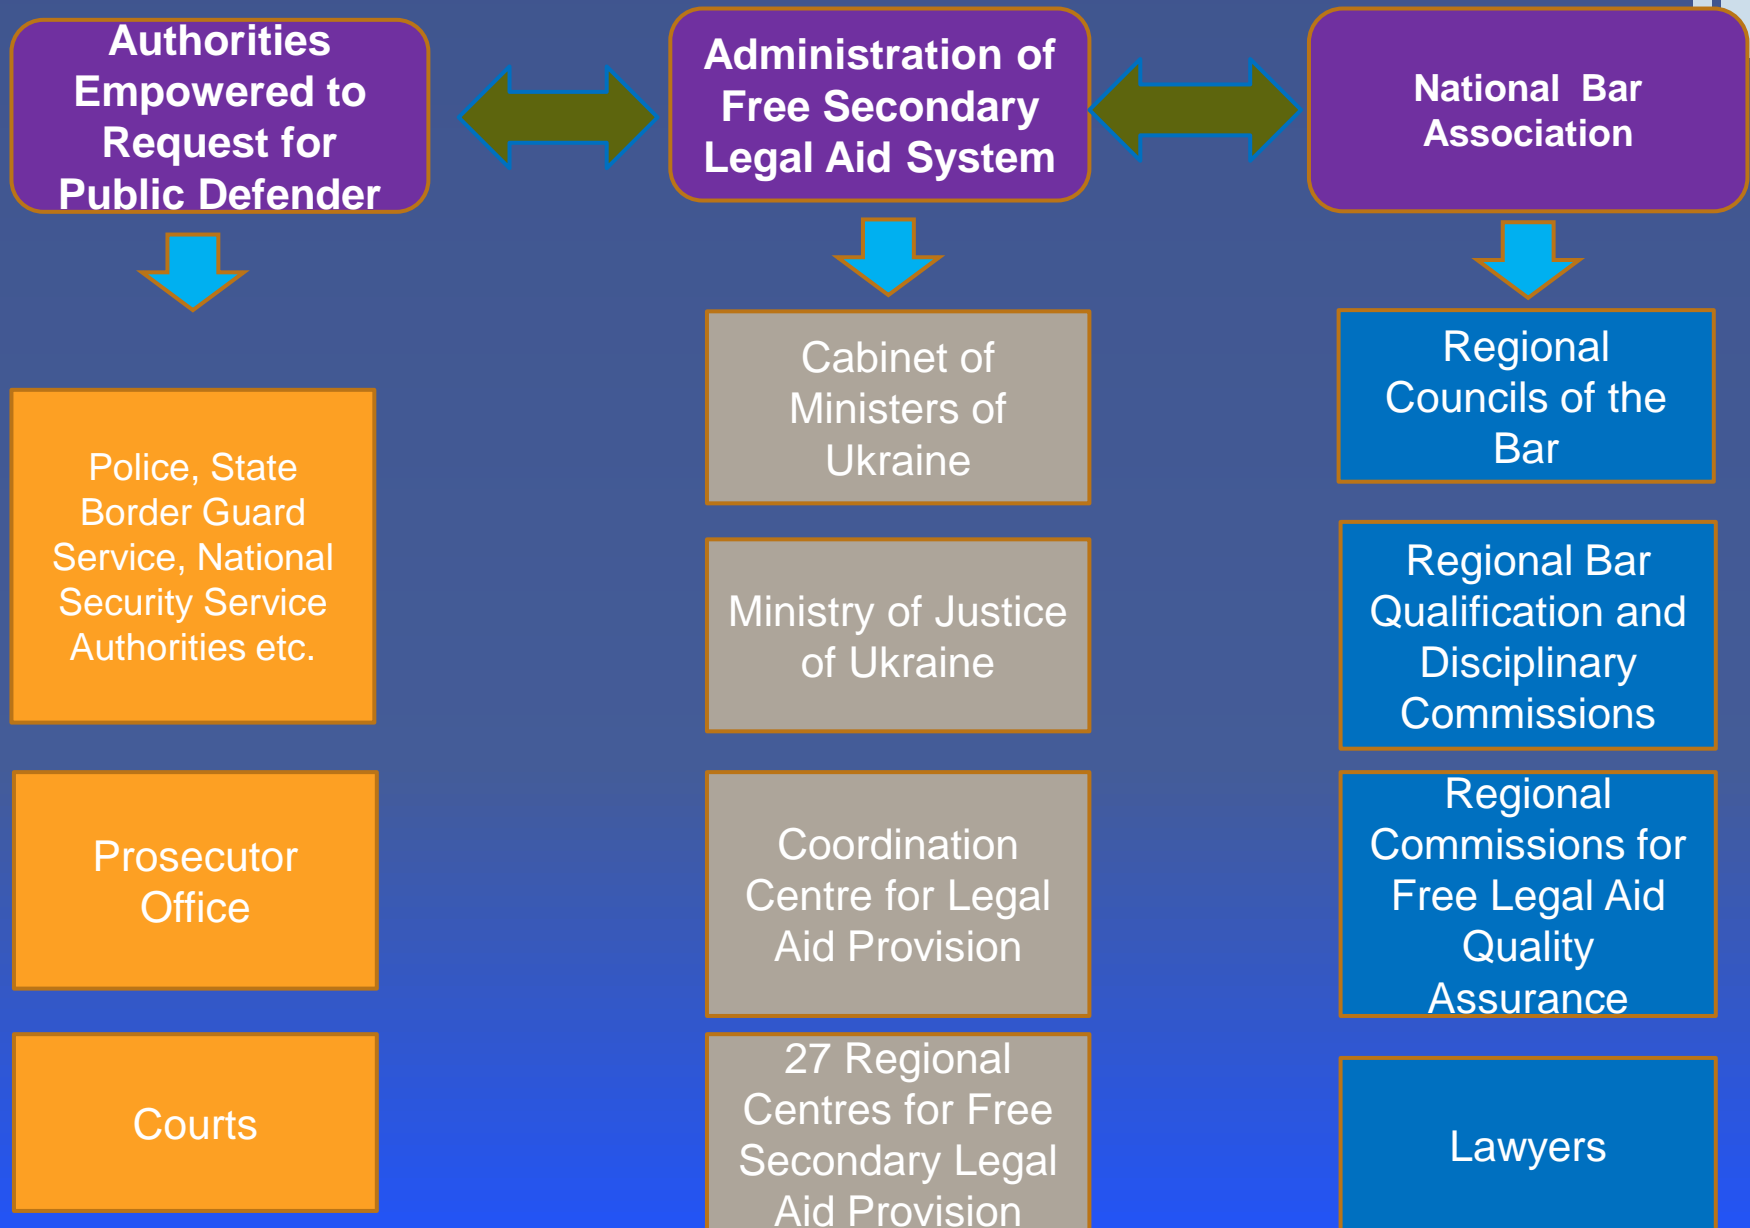 Authorities
Empowered to
Request for
Public Defender
Administration of
Free Secondary
Legal Aid System
National Bar
Association
Police, State
Border Guard
Service, National
Security Service
Authorities etc.
Prosecutor
Office
Courts
Cabinet of
Ministers of
Ukraine
Ministry of Justice
of Ukraine
Coordination
Centre for Legal
Aid Provision
27 Regional
Centres for Free
Secondary Legal
Aid Provision
Regional
Councils of the
Bar
Regional Bar
Qualification and
Disciplinary
Commissions
Regional
Commissions for
Free Legal Aid
Quality
Assurance
Lawyers